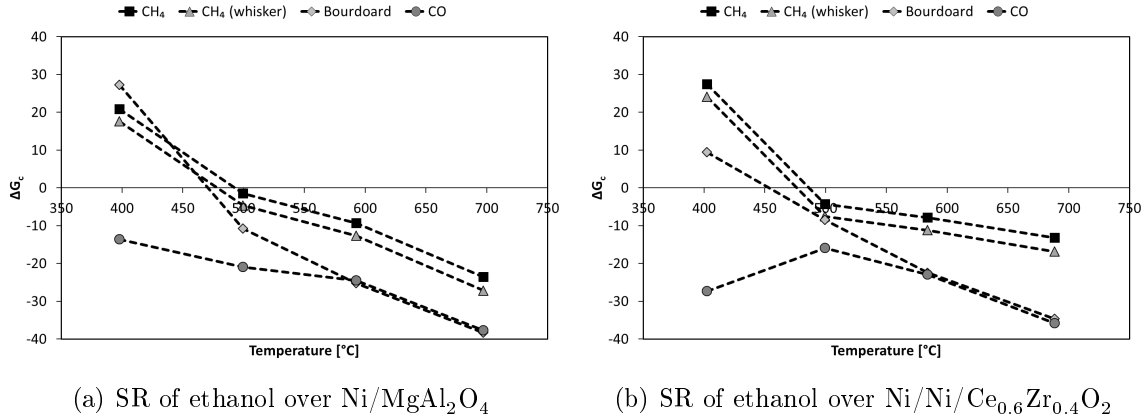 CH₄ CH₄ (whisker) Bourdoard CO
40
30
20
10
0
-10
-20
-30
-40
350 400 450 500 550 600 650 700 750
ΔG꜀
Temperature [°C]
(a) SR of ethanol over Ni/MgAl₂O₄
CH₄ CH₄ (whisker) Bourdoard CO
40
30
20
10
0
-10
-20
-30
-40
350 400 450 500 550 600 650 700 750
ΔG꜀
Temperature [°C]
(b) SR of ethanol over Ni/Ni/Ce₀.₆Zr₀.₄O₂